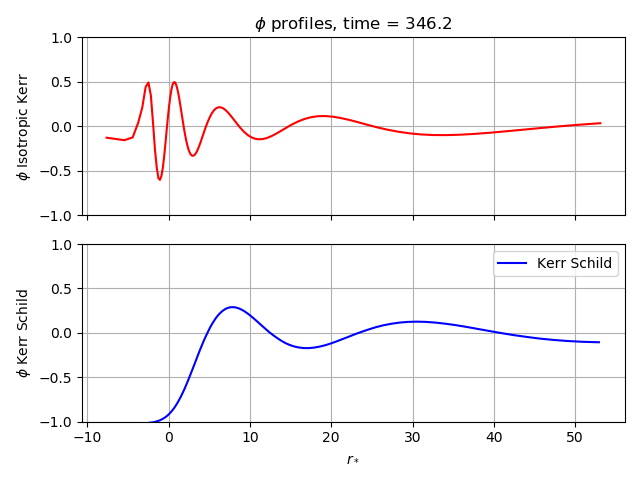 ϕ profiles, time = 346.2
1.0
0.5
0.0
−0.5
−1.0
ϕ Isotropic Kerr
1.0
0.5
0.0
−0.5
−1.0
ϕ Kerr Schild
Kerr Schild
−10 0 10 20 30 40 50
r*